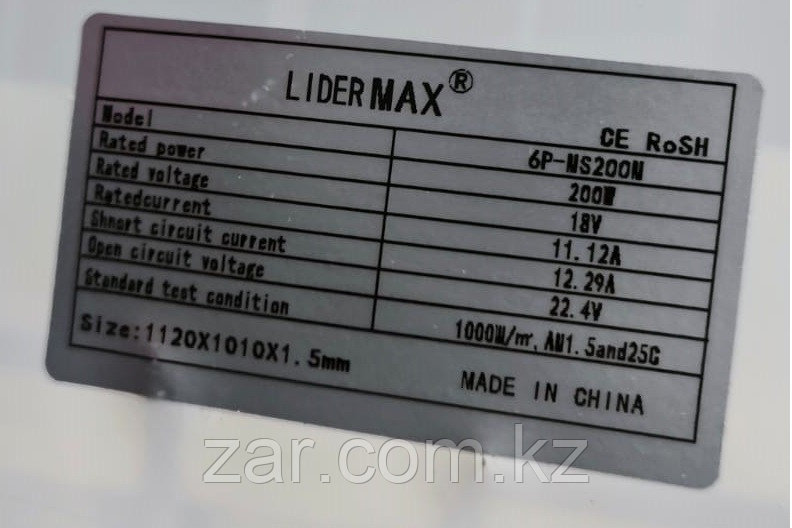 LIDERMAX®
CE RoSH
Model 6P-MS200M
Rated power 200W
Rated voltage 18V
Ratedcurrent 11.12A
Shnort circuit current 12.29A
Open circuit voltage 22.4V
Standard test condition 1000W/㎡, AM1.5and25C
Size:1120X1010X1.5mm
MADE IN CHINA
zar.com.kz